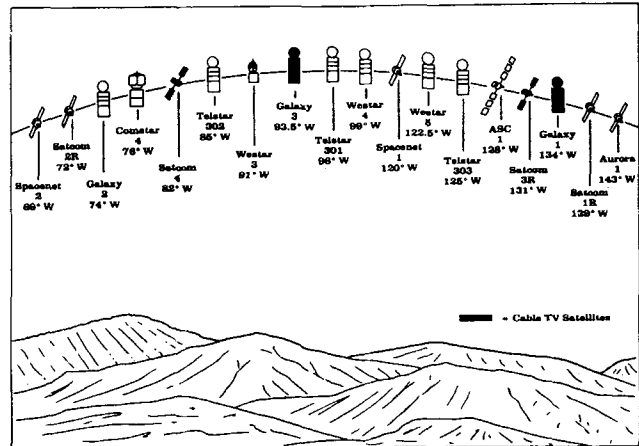 Spacenet
2
69° W
Satcom
2R
72° W
Galaxy
2
74° W
Comstar
4
76° W
Satcom
4
82° W
Telstar
302
85° W
Westar
3
91° W
Galaxy
3
93.5° W
Telstar
301
96° W
Westar
4
99° W
Spacenet
1
120° W
Westar
5
122.5° W
Telstar
303
125° W
ASC
1
128° W
Satcom
3R
131° W
Galaxy
1
134° W
Satcom
1R
139° W
Aurora
1
143° W
= Cable TV Satellites